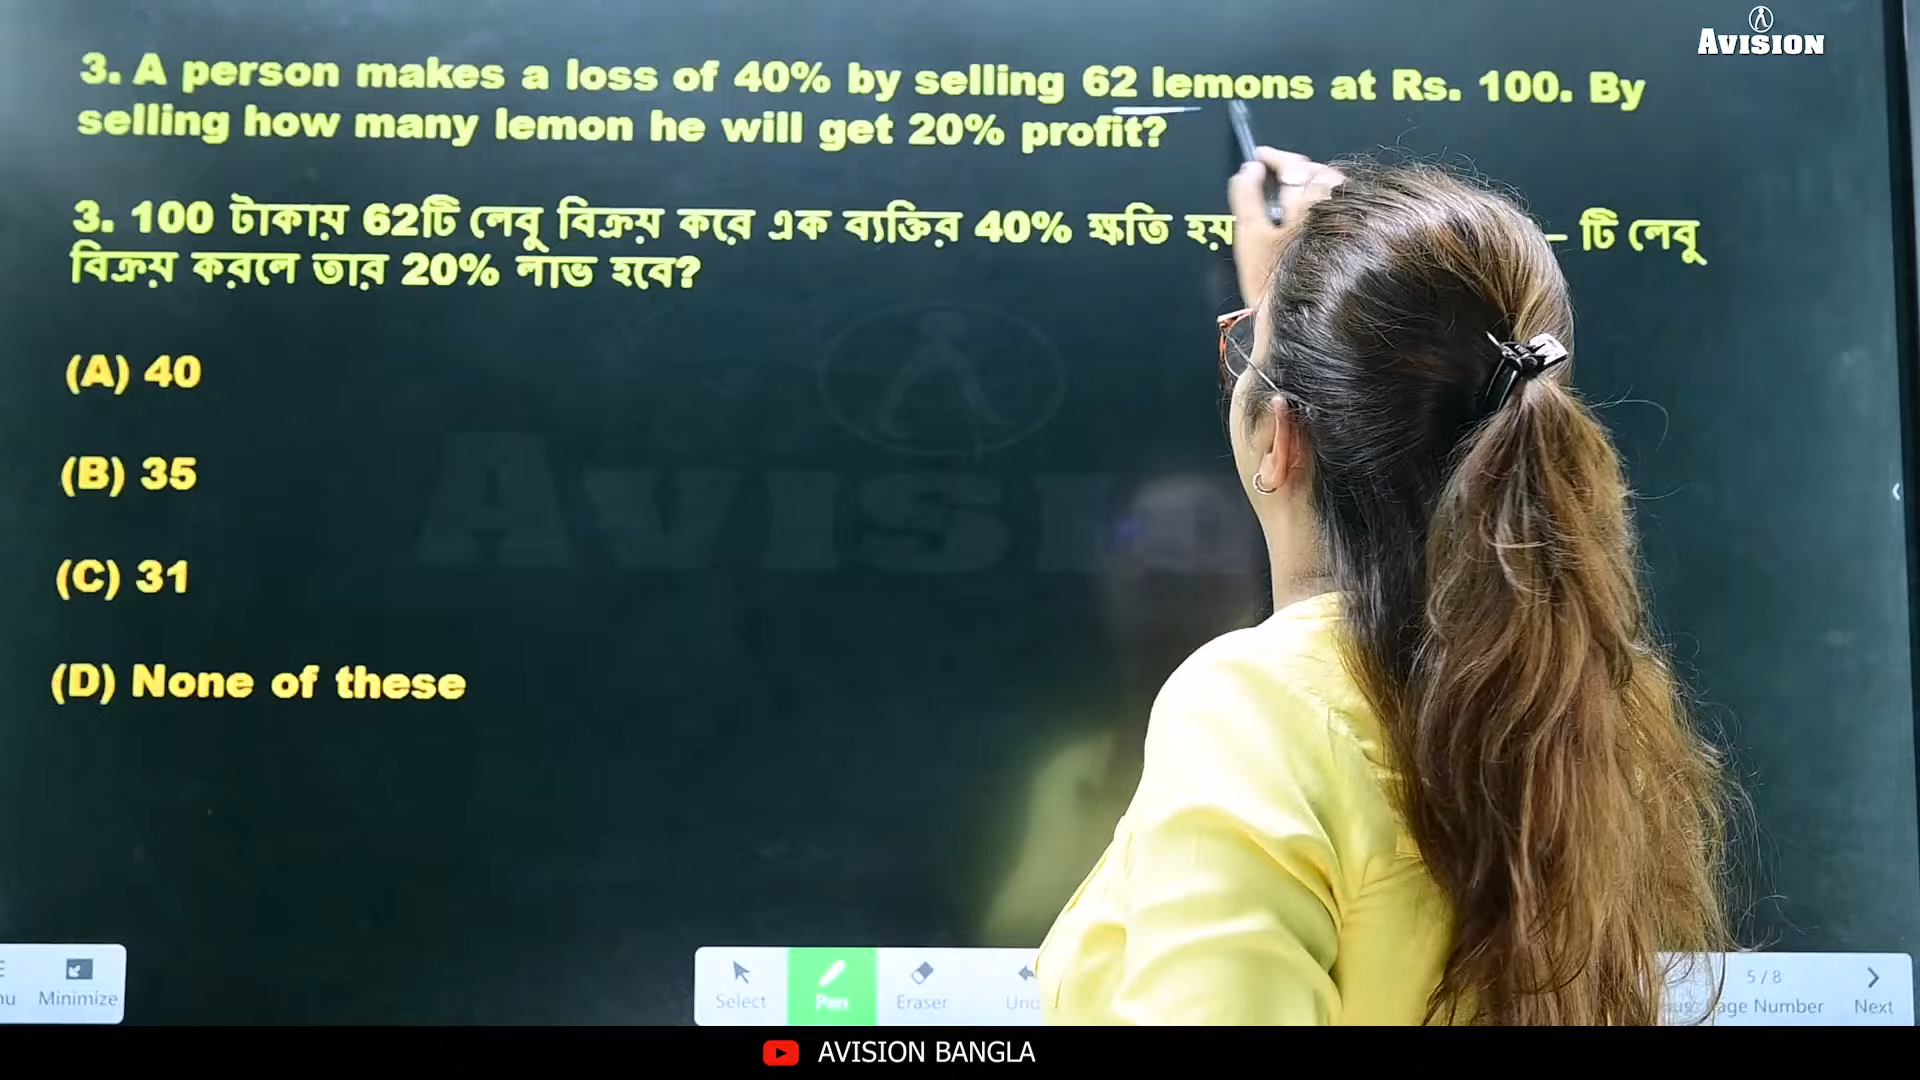 AVISION
3. A person makes a loss of 40% by selling 62 lemons at Rs. 100. By
selling how many lemon he will get 20% profit?
3. 100 টাকায় 62টি লেবু বিক্রয় করে এক ব্যক্তির 40% ক্ষতি হয় – টি লেবু
বিক্রয় করলে তার 20% লাভ হবে?
(A) 40
(B) 35
(C) 31
(D) None of these
AVISI
Minimize
Select
Pen
Eraser
5 / 8
Number
Next
AVISION BANGLA